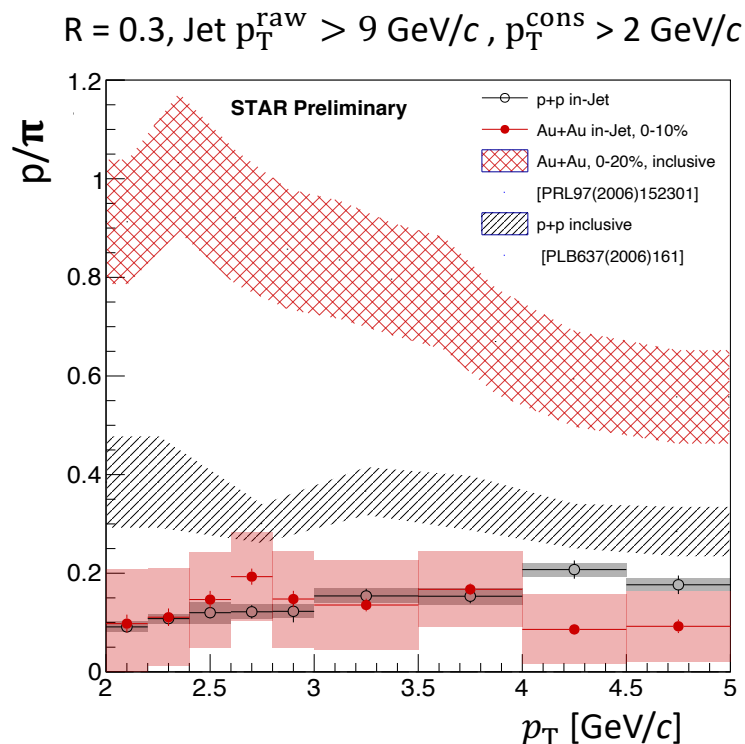 R = 0.3, Jet p_T^raw > 9 GeV/c , p_T^cons > 2 GeV/c
p/π
1.2
1
0.8
0.6
0.4
0.2
0
STAR Preliminary
p+p in-Jet
Au+Au in-Jet, 0-10%
Au+Au, 0-20%, inclusive
[PRL97(2006)152301]
p+p inclusive
[PLB637(2006)161]
2 2.5 3 3.5 4 4.5 5
p_T [GeV/c]